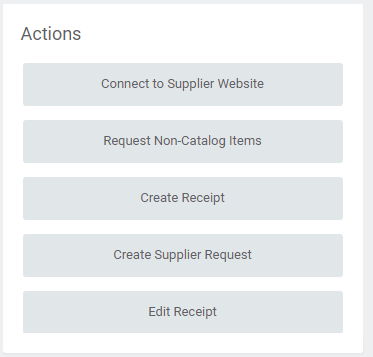 Actions
Connect to Supplier Website
Request Non-Catalog Items
Create Receipt
Create Supplier Request
Edit Receipt